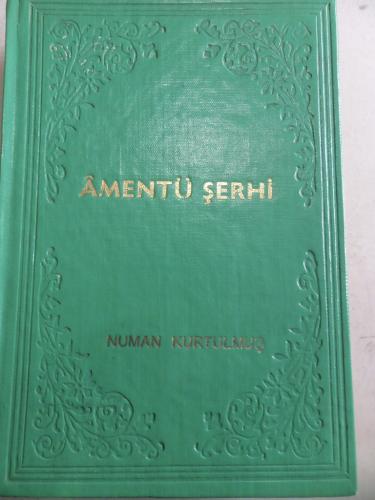 ÂMENTÜ ŞERHİ
NUMAN KURTULMUŞ